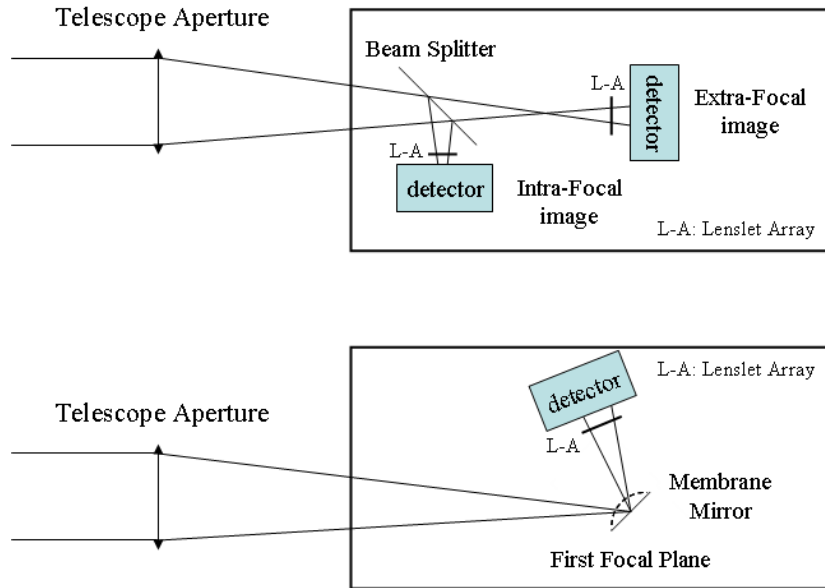 Telescope Aperture
Beam Splitter
L-A
detector
Extra-Focal
image
L-A
detector
Intra-Focal
image
L-A: Lenslet Array
L-A: Lenslet Array
detector
Telescope Aperture
L-A
Membrane
Mirror
First Focal Plane